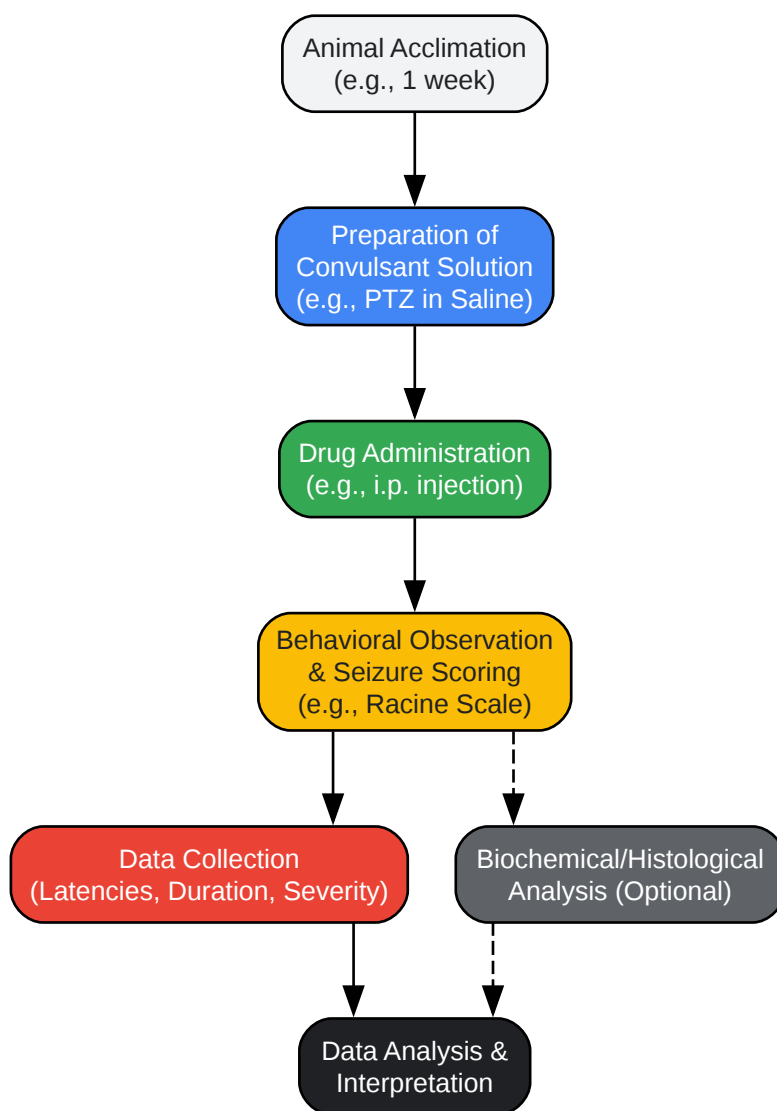 Animal Acclimation
(e.g., 1 week)
Preparation of
Convulsant Solution
(e.g., PTZ in Saline)
Drug Administration
(e.g., i.p. injection)
Behavioral Observation
& Seizure Scoring
(e.g., Racine Scale)
Data Collection
(Latencies, Duration, Severity)
Biochemical/Histological
Analysis (Optional)
Data Analysis &
Interpretation